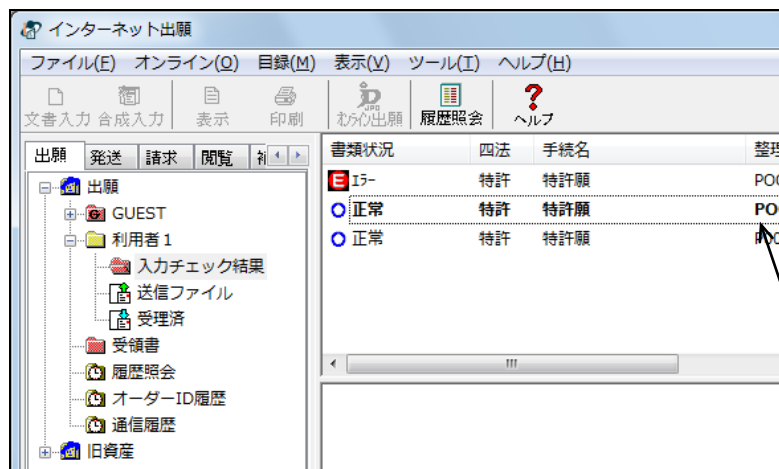 インターネット出願
ファイル(F) オンライン(O) 目録(M) 表示(V) ツール(T) ヘルプ(H)
文書入力 合成入力 表示 印刷 オンライン出願 履歴照会 ヘルプ
出願 発送 請求 閲覧
書類状況 四法 手続名 整理
E エラー 特許 特許願 POO
正常 特許 特許願 POO
正常 特許 特許願 POO
出願
GUEST
利用者1
入力チェック結果
送信ファイル
受理済
受領書
履歴照会
オーダーID履歴
通信履歴
旧資産